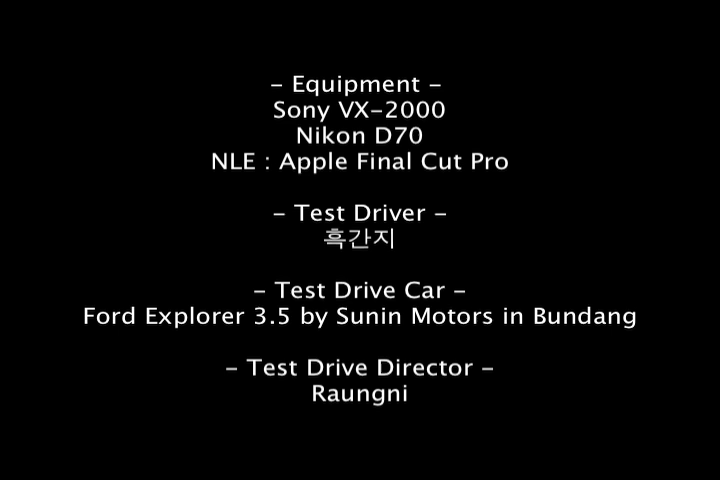 - Equipment -
Sony VX-2000
Nikon D70
NLE : Apple Final Cut Pro
- Test Driver -
흑간지
- Test Drive Car -
Ford Explorer 3.5 by Sunin Motors in Bundang
- Test Drive Director -
Raungni